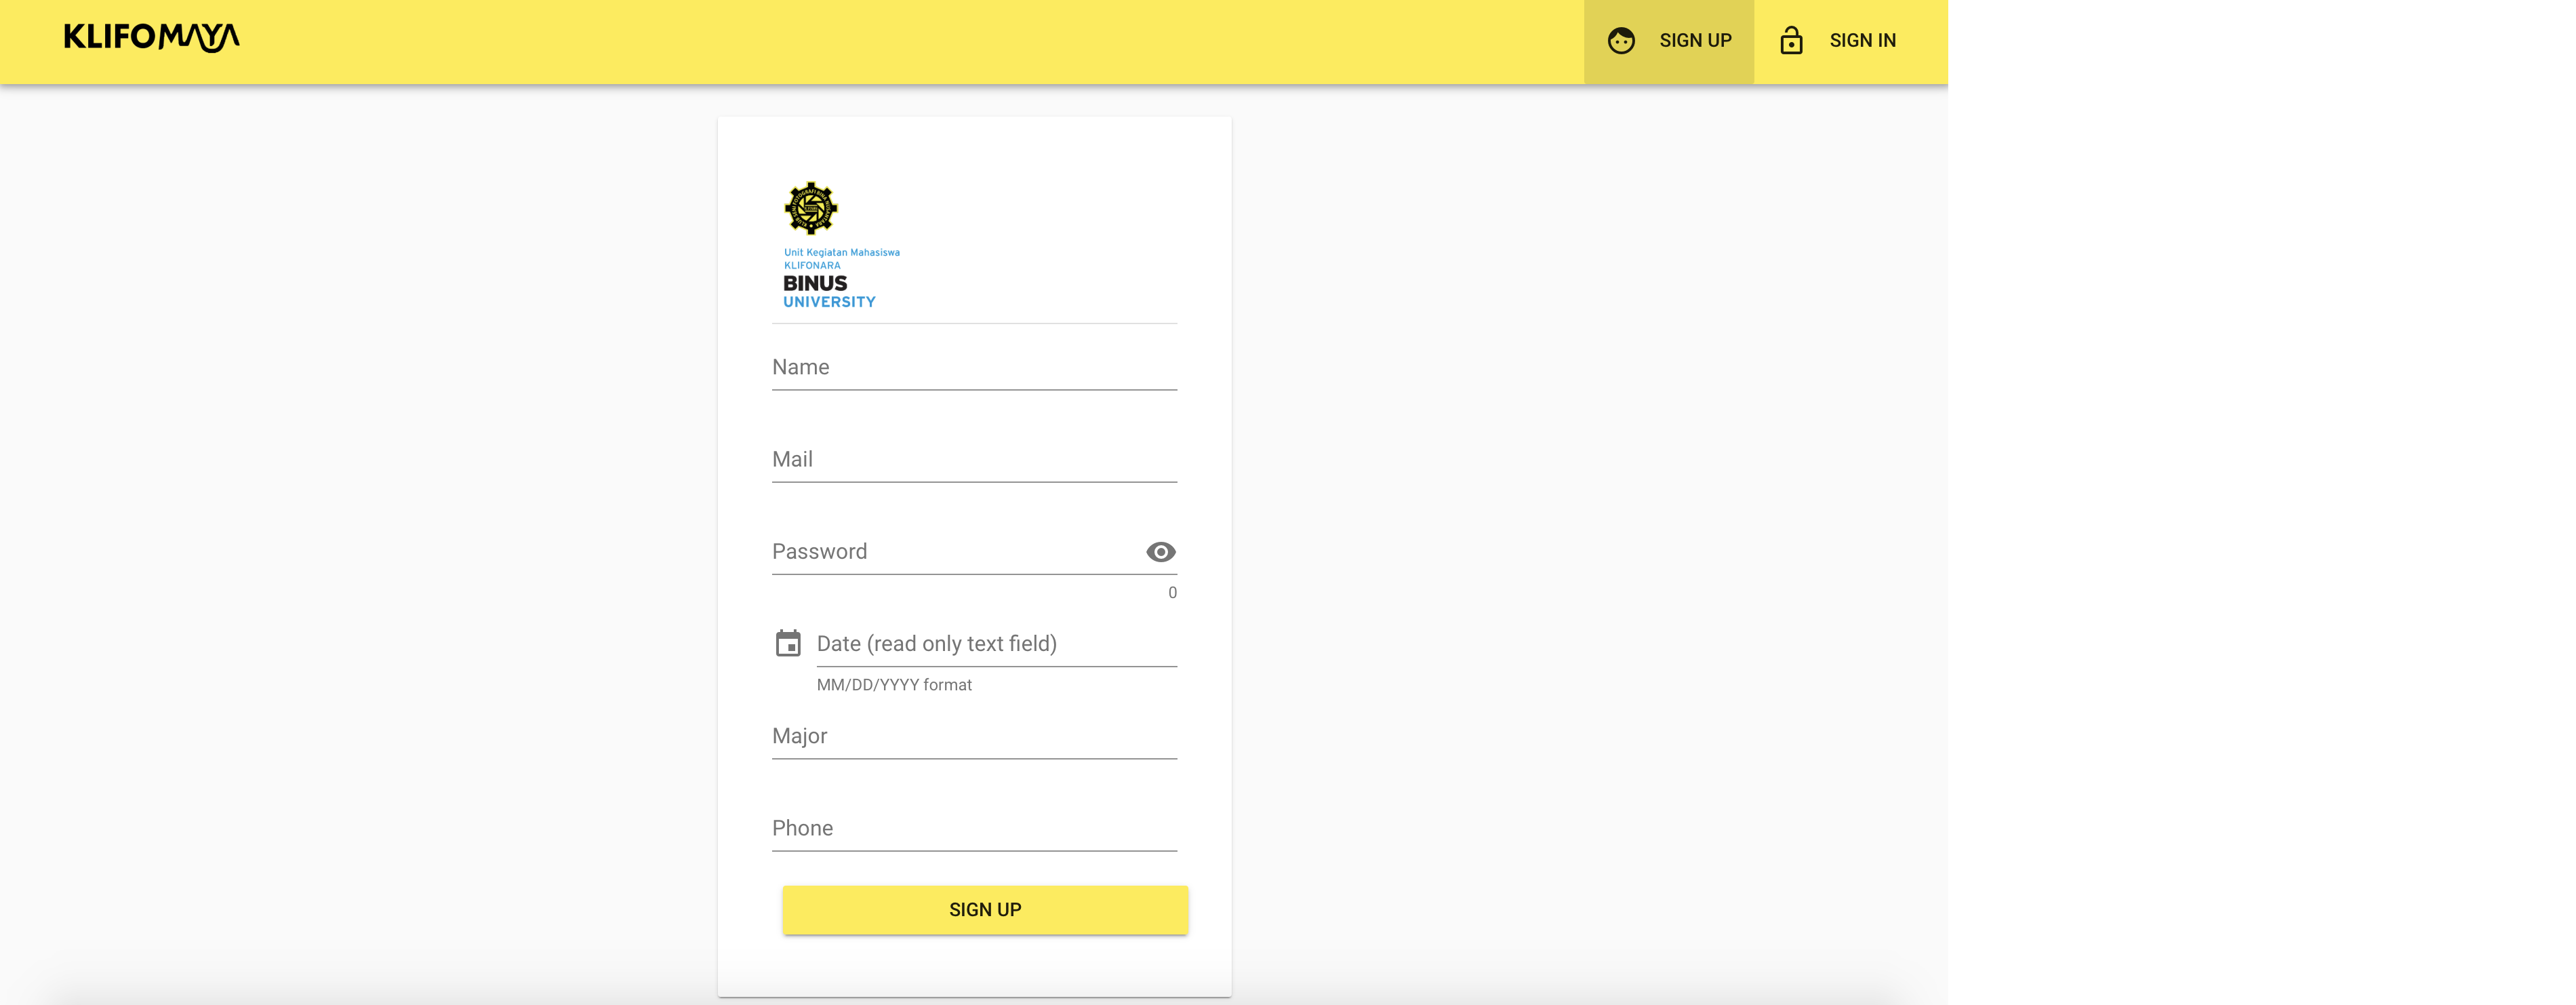 KLIFOMAYA
SIGN UP
SIGN IN
Unit Kegiatan Mahasiswa
KLIFONARA
BINUS
UNIVERSITY
Name
Mail
Password
0
Date (read only text field)
MM/DD/YYYY format
Major
Phone
SIGN UP